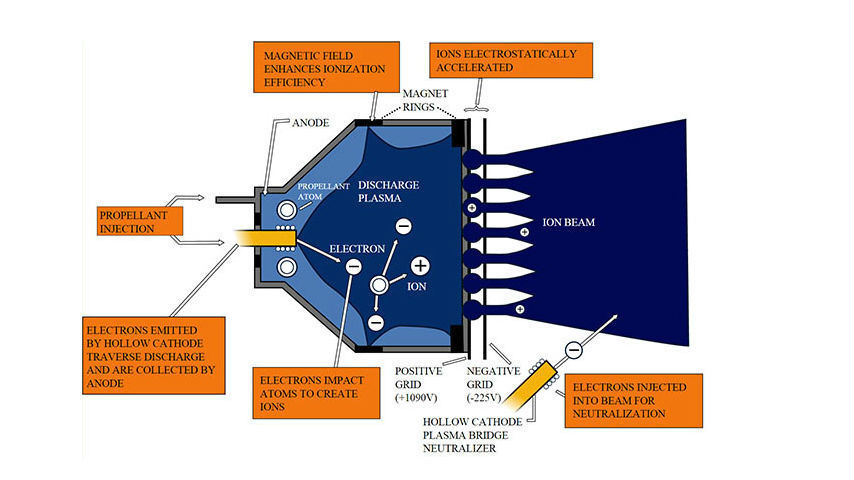 MAGNETIC FIELD
ENHANCES IONIZATION
EFFICIENCY
IONS ELECTROSTATICALLY
ACCELERATED
MAGNET
RINGS
ANODE
PROPELLANT
ATOM
DISCHARGE
PLASMA
PROPELLANT
INJECTION
ELECTRON
ION
ION BEAM
ELECTRONS EMITTED
BY HOLLOW CATHODE
TRAVERSE DISCHARGE
AND ARE COLLECTED BY
ANODE
ELECTRONS IMPACT
ATOMS TO CREATE
IONS
POSITIVE
GRID
(+1090V)
NEGATIVE
GRID
(-225V)
ELECTRONS INJECTED
INTO BEAM FOR
NEUTRALIZATION
HOLLOW CATHODE
PLASMA BRIDGE
NEUTRALIZER